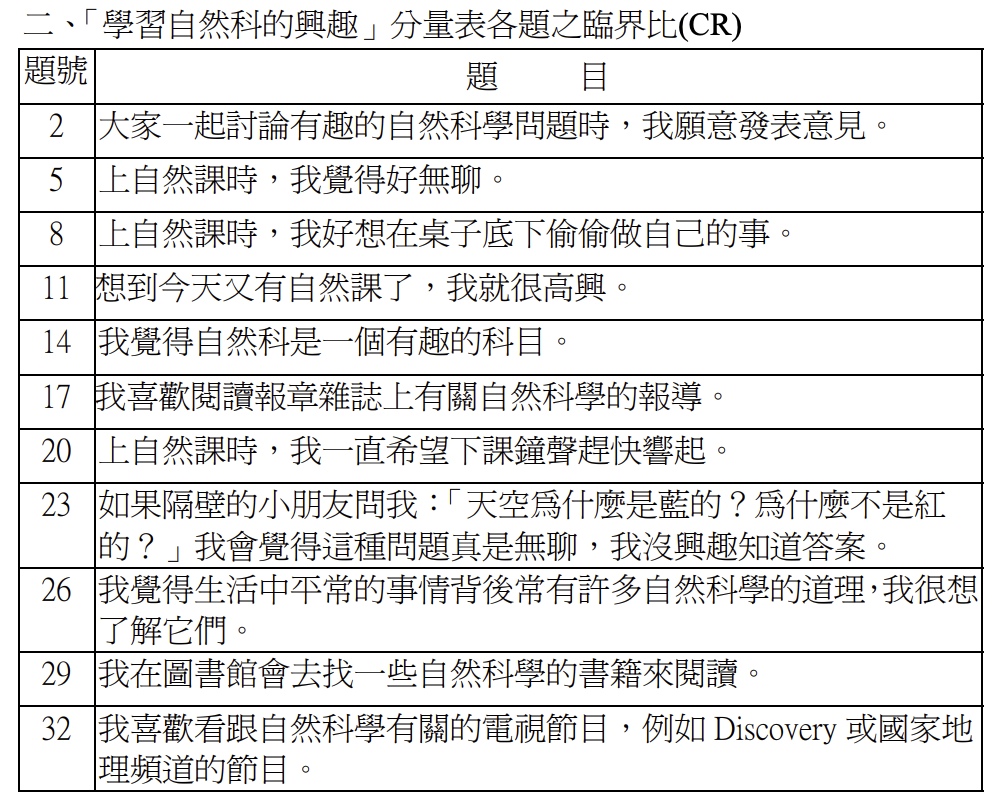 二、「學習自然科的興趣」分量表各題之臨界比(CR)
題號 題 目
2 大家一起討論有趣的自然科學問題時，我願意發表意見。
5 上自然課時，我覺得好無聊。
8 上自然課時，我好想在桌子底下偷偷做自己的事。
11 想到今天又有自然課了，我就很高興。
14 我覺得自然科是一個有趣的科目。
17 我喜歡閱讀報章雜誌上有關自然科學的報導。
20 上自然課時，我一直希望下課鐘聲趕快響起。
23 如果隔壁的小朋友問我：「天空為什麼是藍的？為什麼不是紅
的？」我會覺得這種問題真是無聊，我沒興趣知道答案。
26 我覺得生活中平常的事情背後常有許多自然科學的道理，我很想
了解它們。
29 我在圖書館會去找一些自然科學的書籍來閱讀。
32 我喜歡看跟自然科學有關的電視節目，例如 Discovery 或國家地
理頻道的節目。